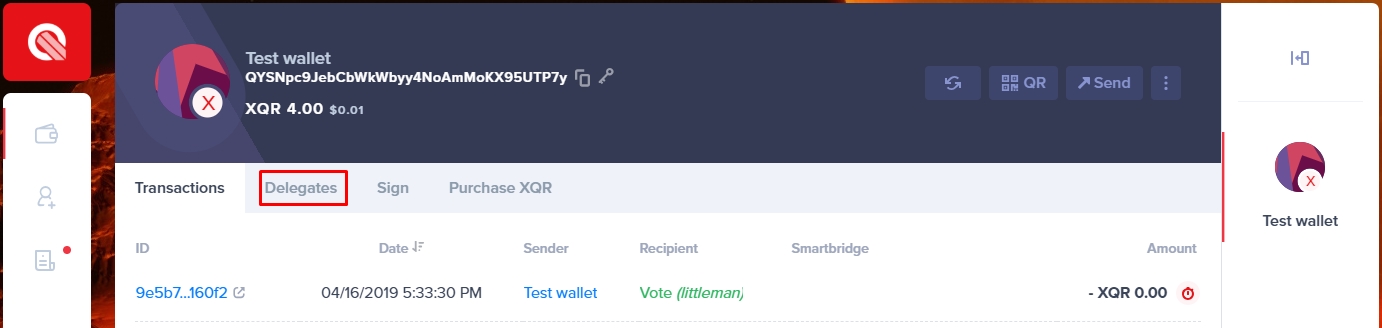 Test wallet
QYSNpc9JebCbWkWbyy4NoAmMoKX95UTP7y
XQR 4.00 $0.01
X
QR
Send
Transactions Delegates Sign Purchase XQR
ID Date Sender Recipient Smartbridge Amount
9e5b7...160f2 04/16/2019 5:33:30 PM Test wallet Vote (littleman) - XQR 0.00
X
Test wallet